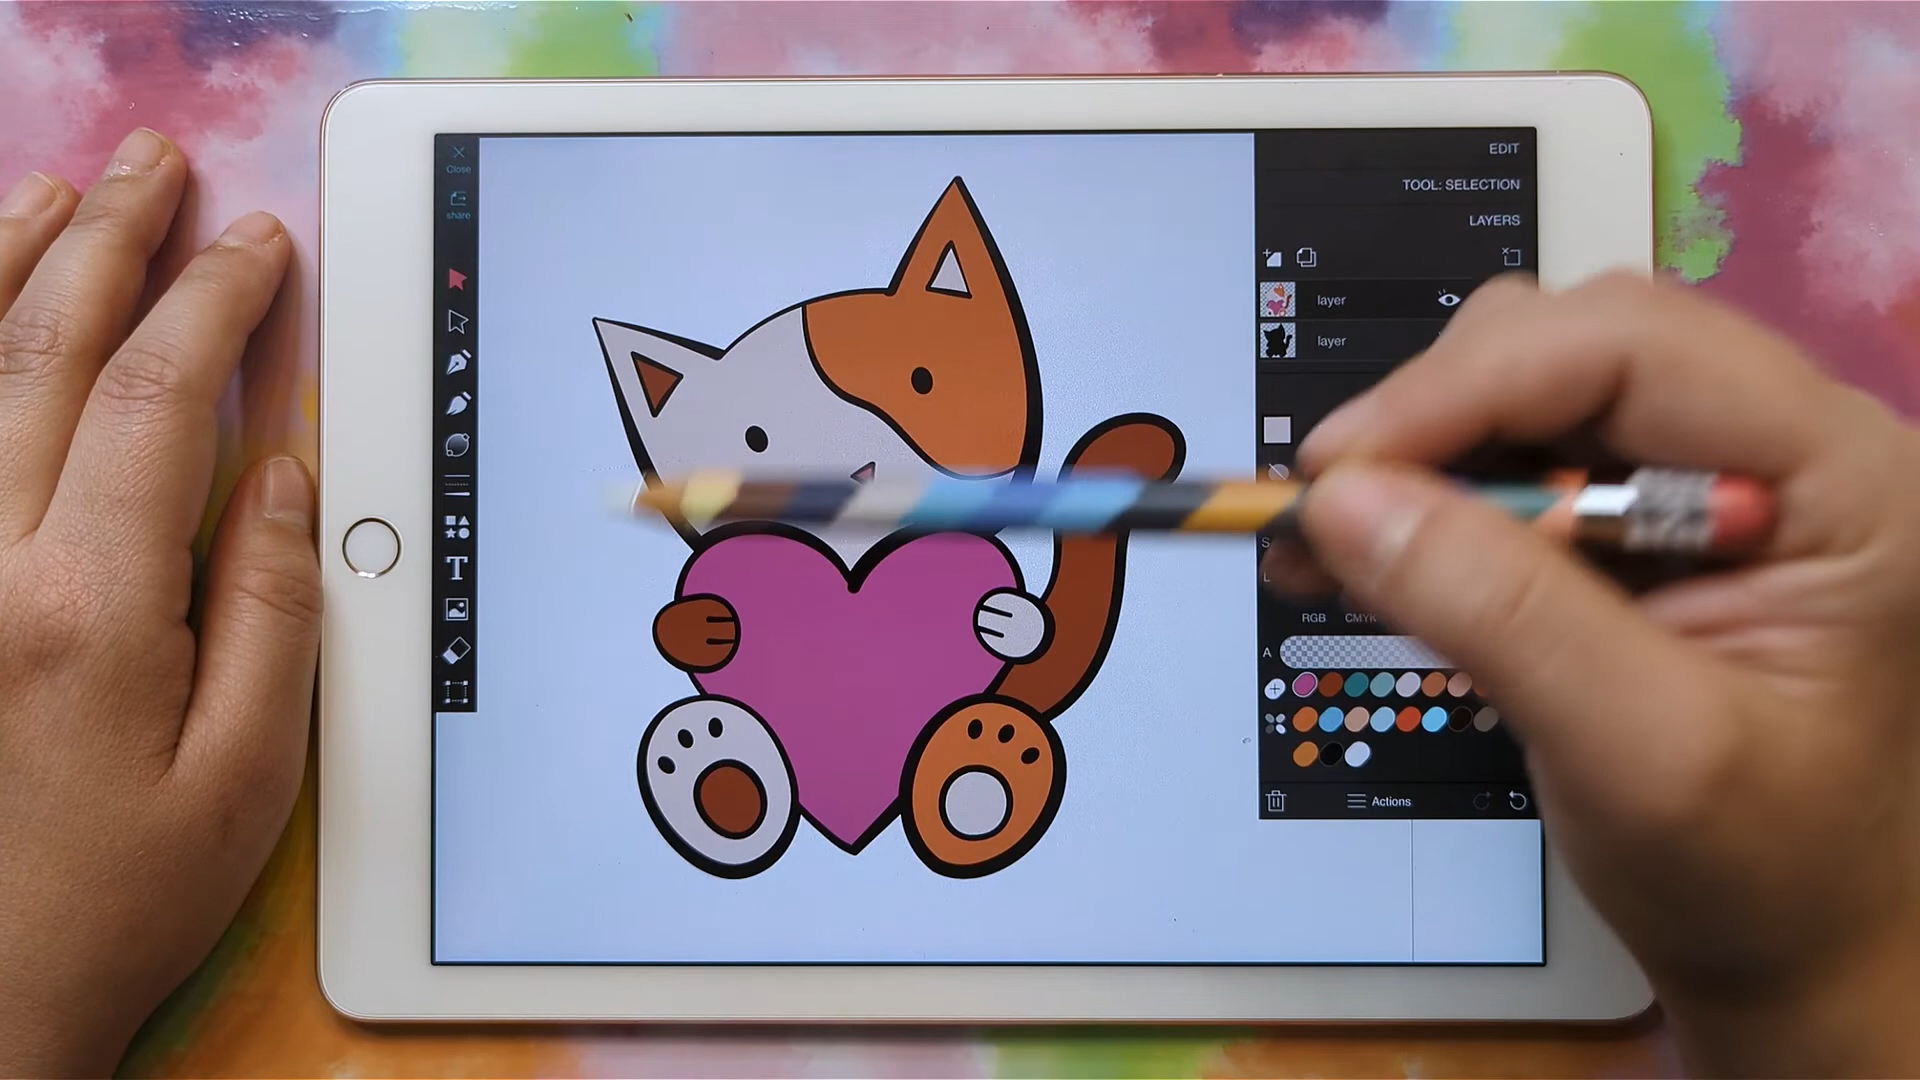 Close
share
T
EDIT
TOOL: SELECTION
LAYERS
layer
layer
S
L
RGB CMYK
A
Actions